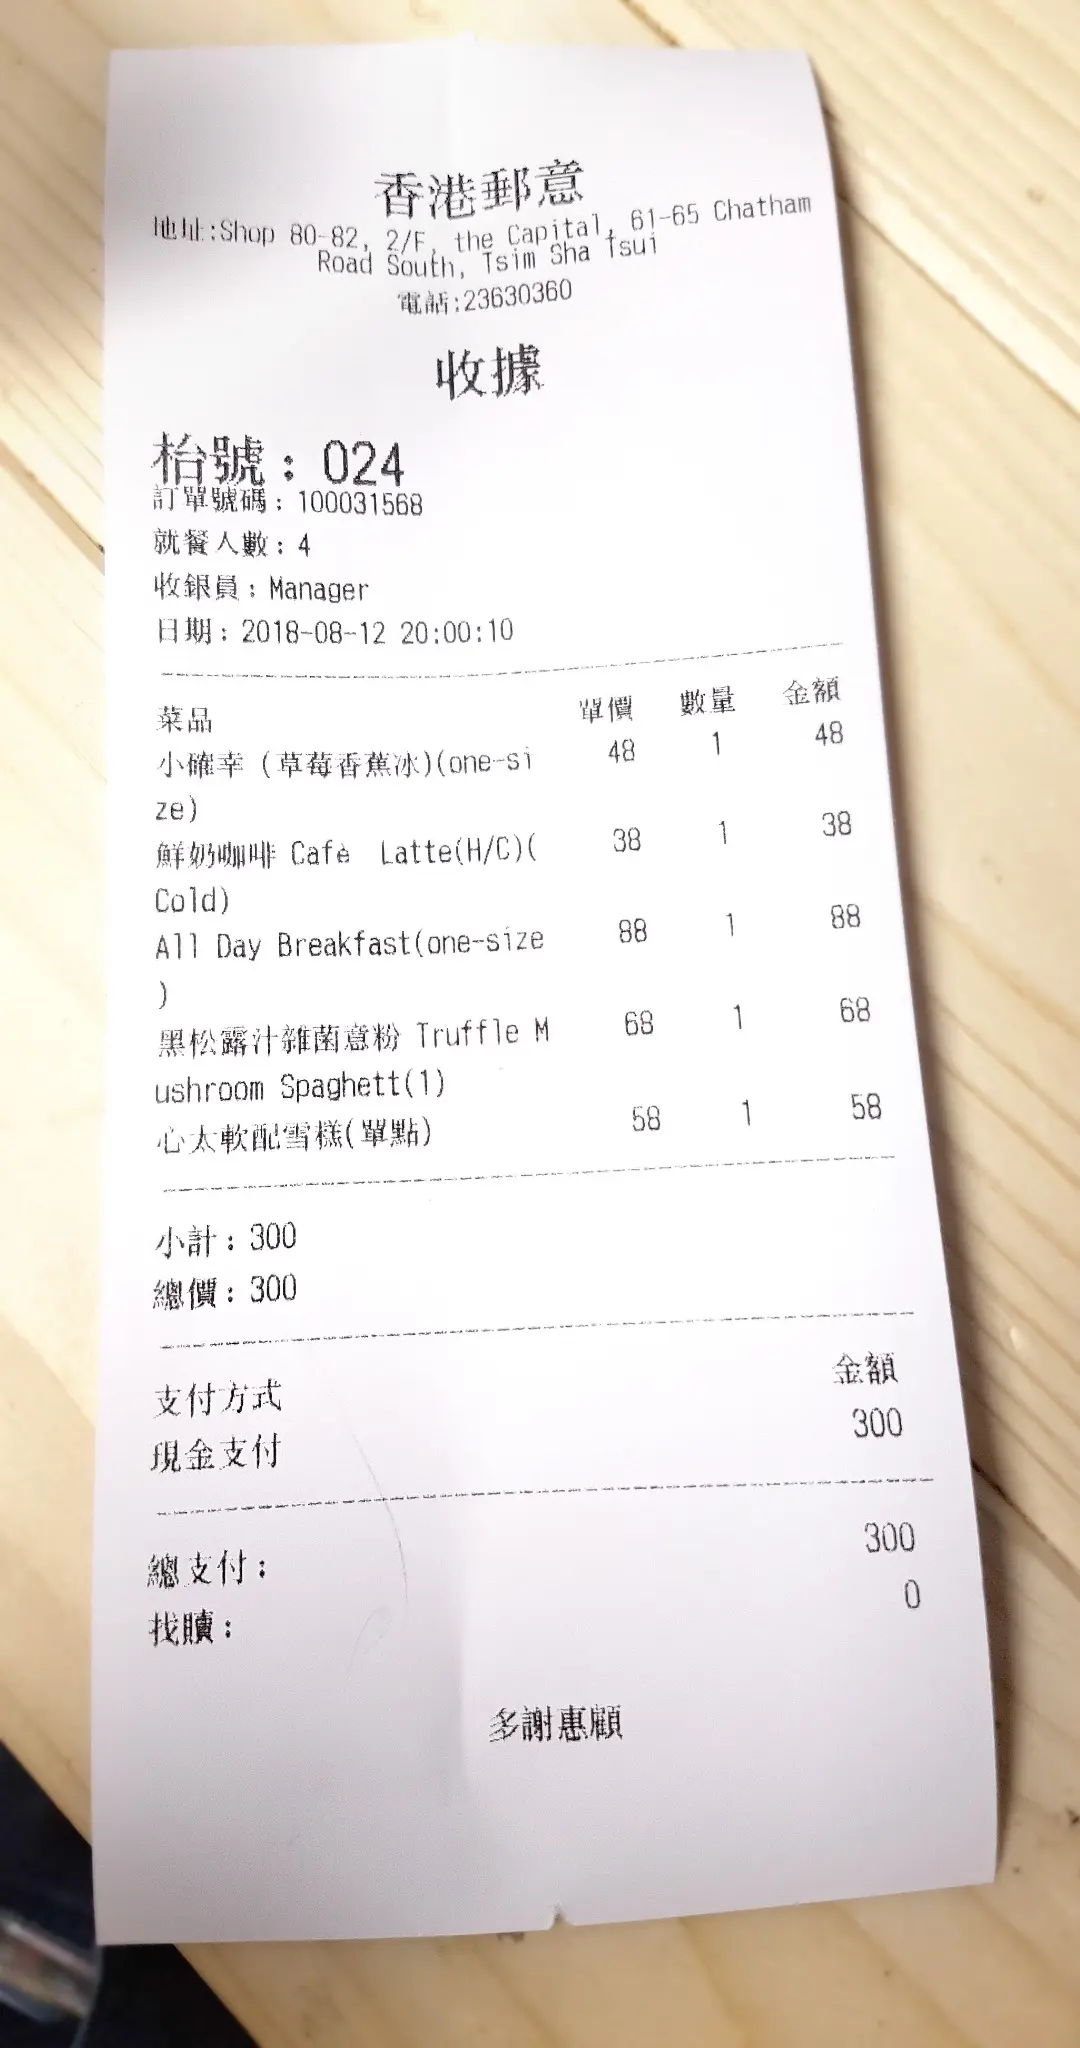 香港郵意
地址:Shop 80-82, 2/F, the Capital, 61-65 Chatham
Road South, Tsim Sha Tsui
電話:23630360
收據
枱號: 024
訂單號碼: 100031568
就餐人數: 4
收銀員: Manager
日期: 2018-08-12 20:00:10
菜品 單價 數量 金額
小確幸 (草莓香蕉冰)(one-si 48 1 48
ze)
鮮奶咖啡 Cafè Latte(H/C)( 38 1 38
Cold)
All Day Breakfast(one-size 88 1 88
)
黑松露汁雜菌意粉 Truffle M 68 1 68
ushroom Spaghett(1)
心太軟配雪糕(單點) 58 1 58
小計: 300
總價: 300
支付方式 金額
現金支付 300
總支付: 300
找贖: 0
多謝惠顧